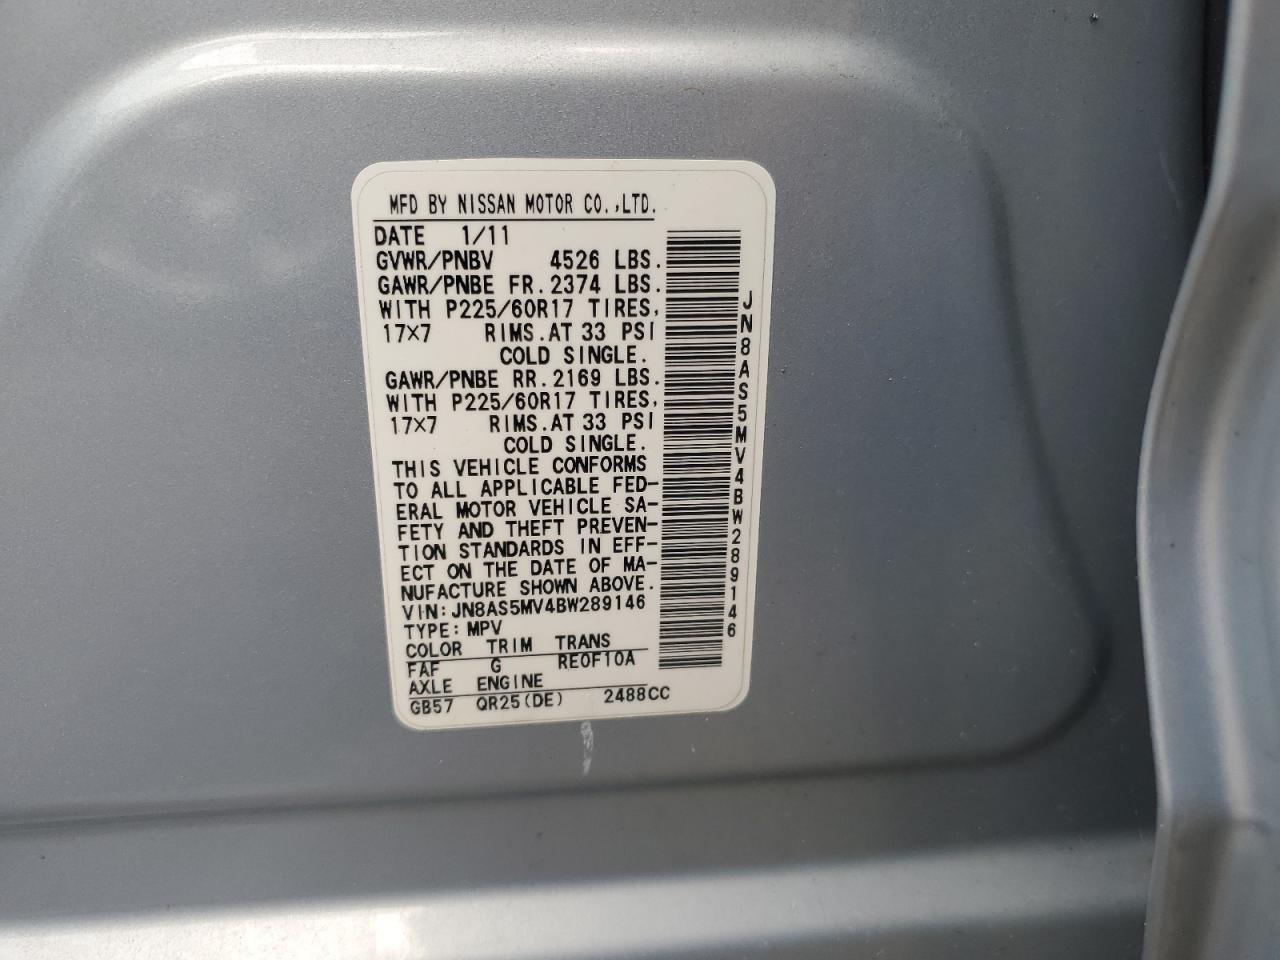 MFD BY NISSAN MOTOR CO.,LTD.
DATE 1/11
GVWR/PNBV 4526 LBS.
GAWR/PNBE FR.2374 LBS.
WITH P225/60R17 TIRES,
17×7 RIMS.AT 33 PSI
COLD SINGLE.
GAWR/PNBE RR.2169 LBS.
WITH P225/60R17 TIRES,
17×7 RIMS.AT 33 PSI
COLD SINGLE.
THIS VEHICLE CONFORMS
TO ALL APPLICABLE FED-
ERAL MOTOR VEHICLE SA-
FETY AND THEFT PREVEN-
TION STANDARDS IN EFF-
ECT ON THE DATE OF MA-
NUFACTURE SHOWN ABOVE.
VIN:JN8AS5MV4BW289146
TYPE:MPV
COLOR TRIM TRANS
FAF G RE0F10A
AXLE ENGINE
GB57 QR25(DE) 2488CC
JN8AS5MV4BW289146